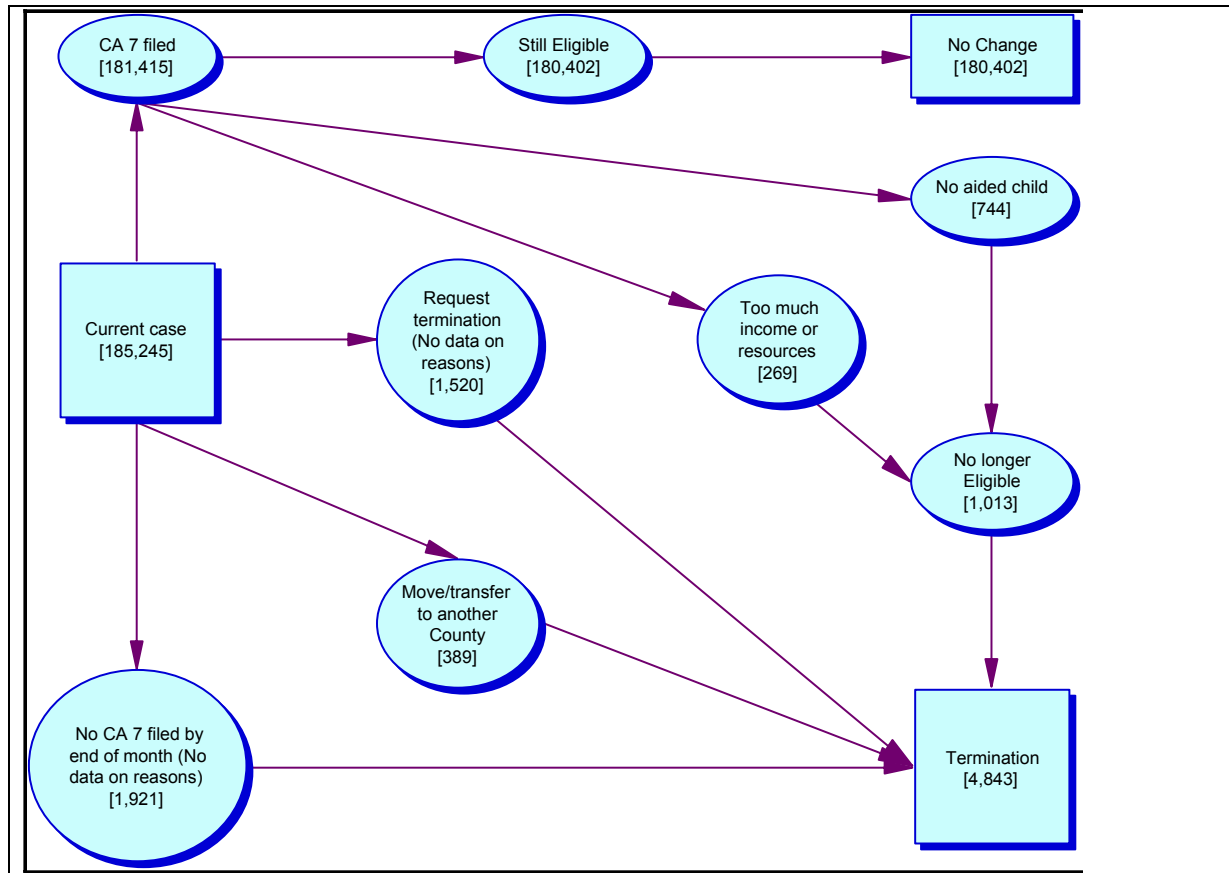 CA 7 filed
[181,415]
Still Eligible
[180,402]
No Change
[180,402]
No aided child
[744]
Current case
[185,245]
Request
termination
(No data on
reasons)
[1,520]
Too much
income or
resources
[269]
No longer
Eligible
[1,013]
Move/transfer
to another
County
[389]
No CA 7 filed by
end of month (No
data on reasons)
[1,921]
Termination
[4,843]